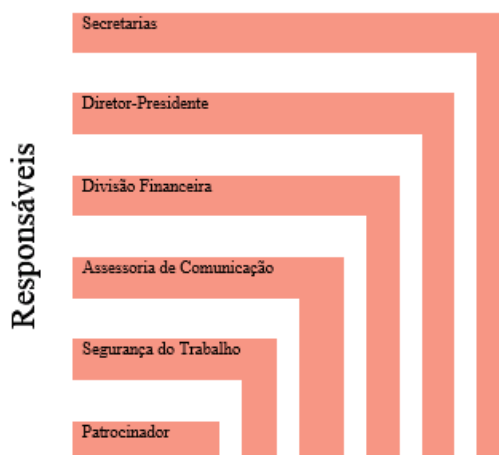 Responsáveis
Secretarias
Diretor-Presidente
Divisão Financeira
Assessoria de Comunicação
Segurança do Trabalho
Patrocinador